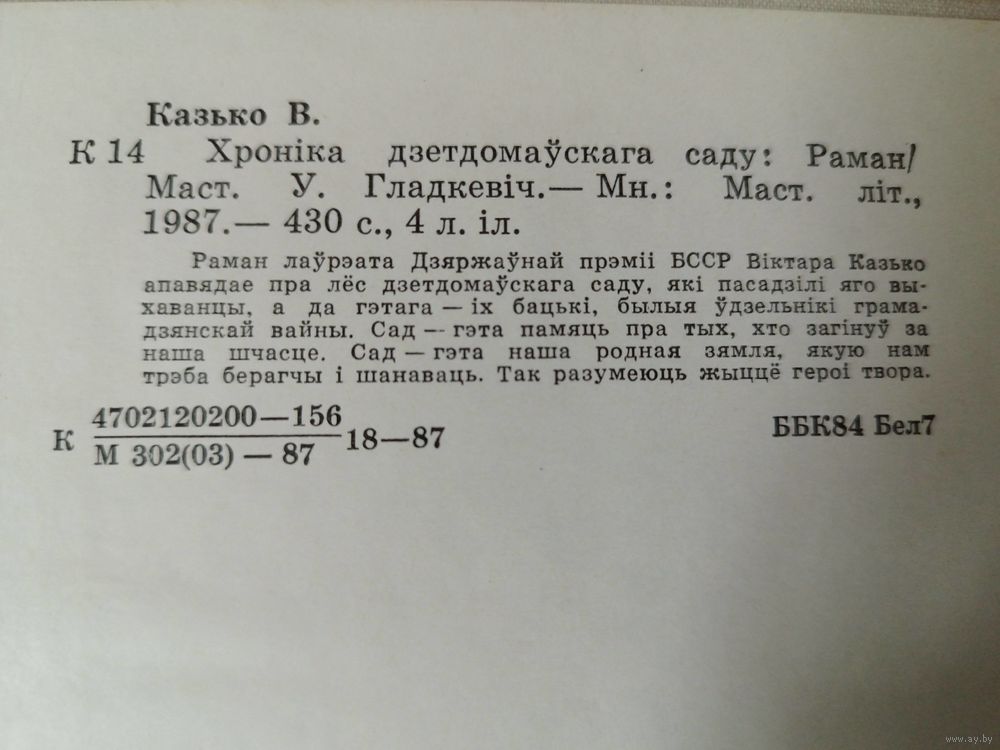 Казько В.
К 14 Хроніка дзетдомаўскага саду: Раман/
Маст. У. Гладкевіч.— Мн.: Маст. літ.,
1987.— 430 с., 4 л. іл.
Раман лаўрэата Дзяржаўнай прэміі БССР Віктара Казько
апавядае пра лёс дзетдомаўскага саду, які пасадзілі яго вы-
хаванцы, а да гэтага — іх бацькі, былыя ўдзельнікі грама-
дзянскай вайны. Сад — гэта памяць пра тых, хто загінуў за
наша шчасце. Сад — гэта наша родная зямля, якую нам
трэба берагчы і шанаваць. Так разумеюць жыццё героі твора.
4702120200—156
К 18—87 ББК84 Бел7
М 302(03) — 87
www.ay.by